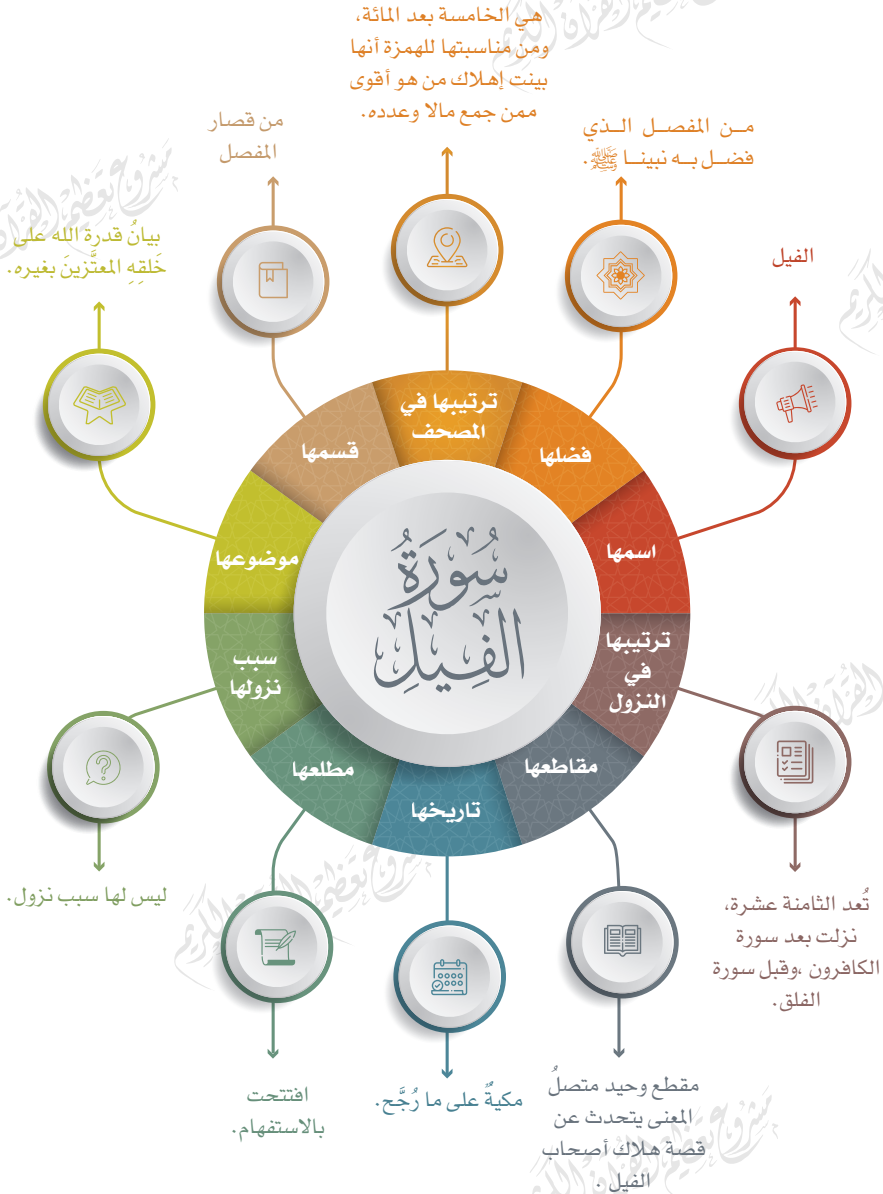 سُورَةُ
الفِيلِ
اسمها
الفيل
فضلها
مـن المفصـل الـذي
فضـل بـه نبينـا ﷺ.
ترتيبها في
المصحف
هي الخامسة بعد المائة،
ومن مناسبتها للهمزة أنها
بينت إهلاك من هو أقوى
ممن جمع مالا وعدده.
قسمها
من قصار
المفصل
موضوعها
بيانُ قدرة الله على
خَلقِهِ المعتَّزينَ بغيره.
سبب
نزولها
ليس لها سبب نزول.
مطلعها
افتتحت
بالاستفهام.
تاريخها
مكيةٌ على ما رُجَّح.
مقاطعها
مقطع وحيد متصلُ
المعنى يتحدث عن
قصة هلاك أصحاب
الفيل .
ترتيبها
في
النزول
تُعد الثامنة عشرة،
نزلت بعد سورة
الكافرون ،وقبل سورة
الفلق.
مشروع تعظيم القرآن الكريم